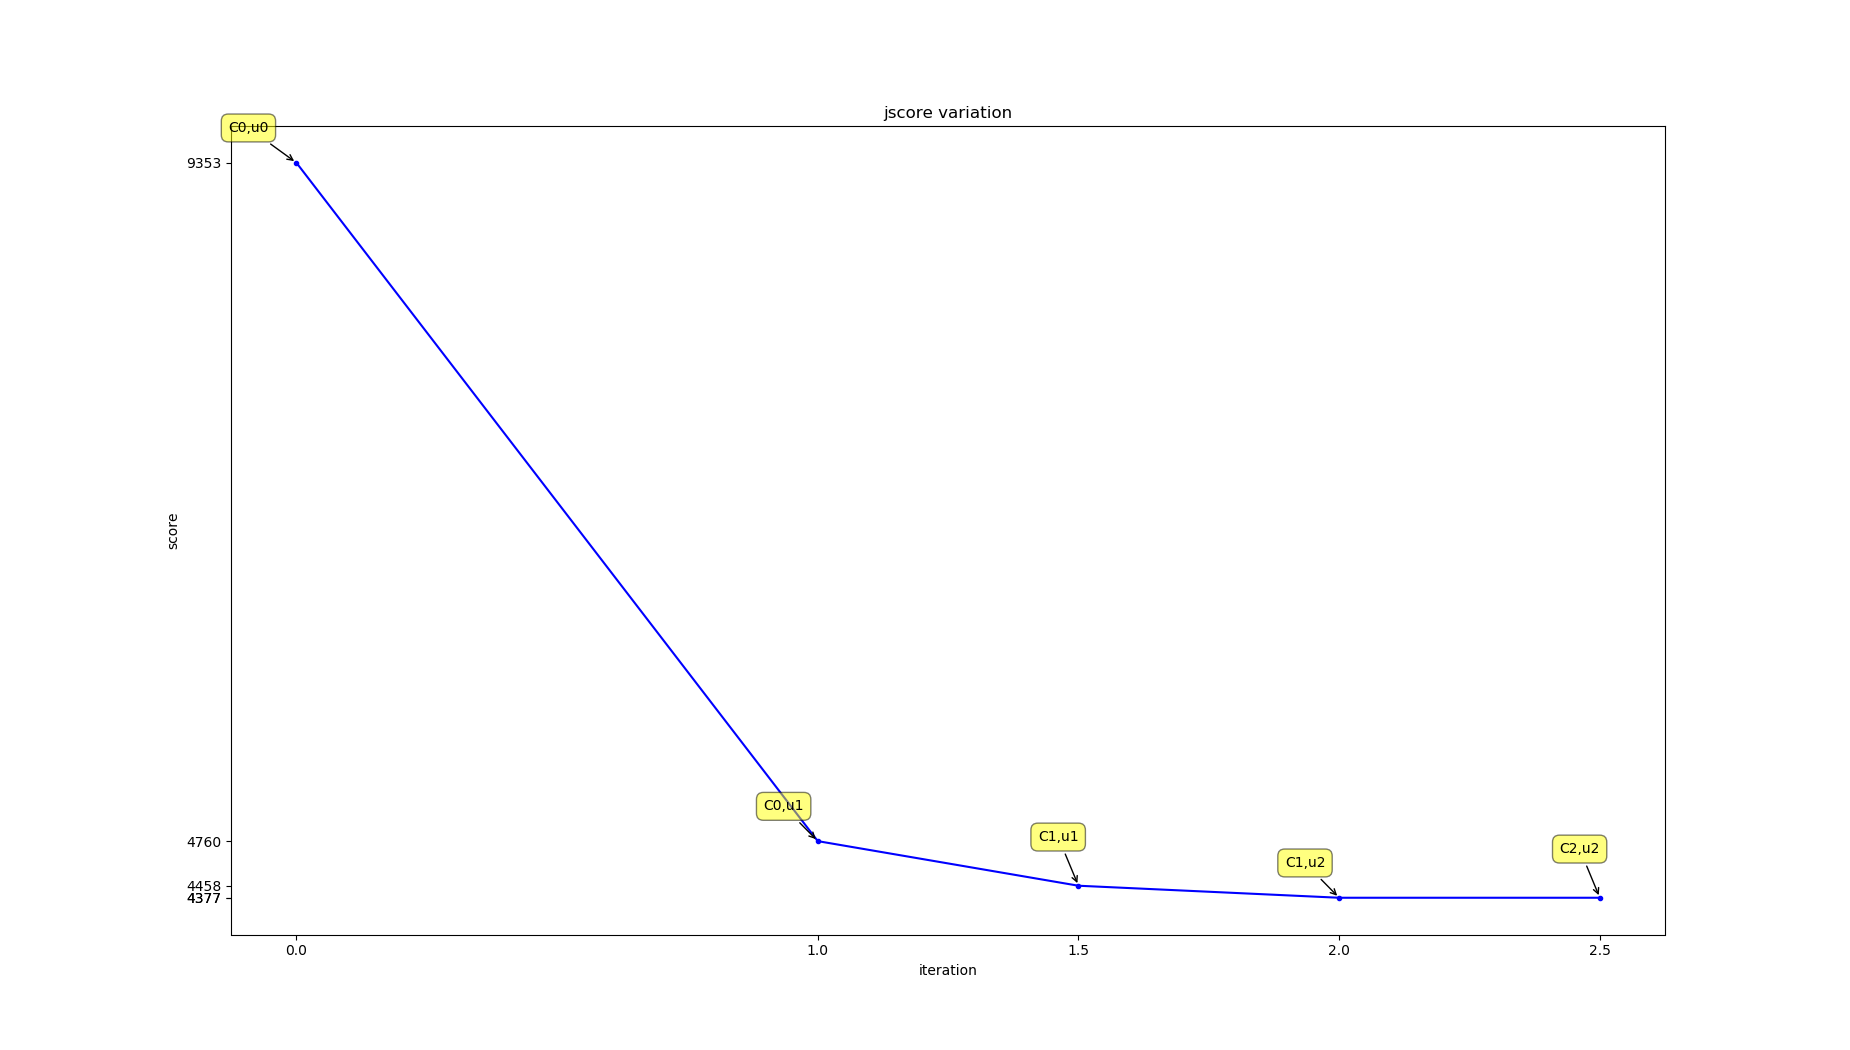 jscore variation
C0,u0
9353
score
C0,u1
C1,u1
C1,u2
C2,u2
4760
4458
4377
0.0 1.0 1.5 2.0 2.5
iteration